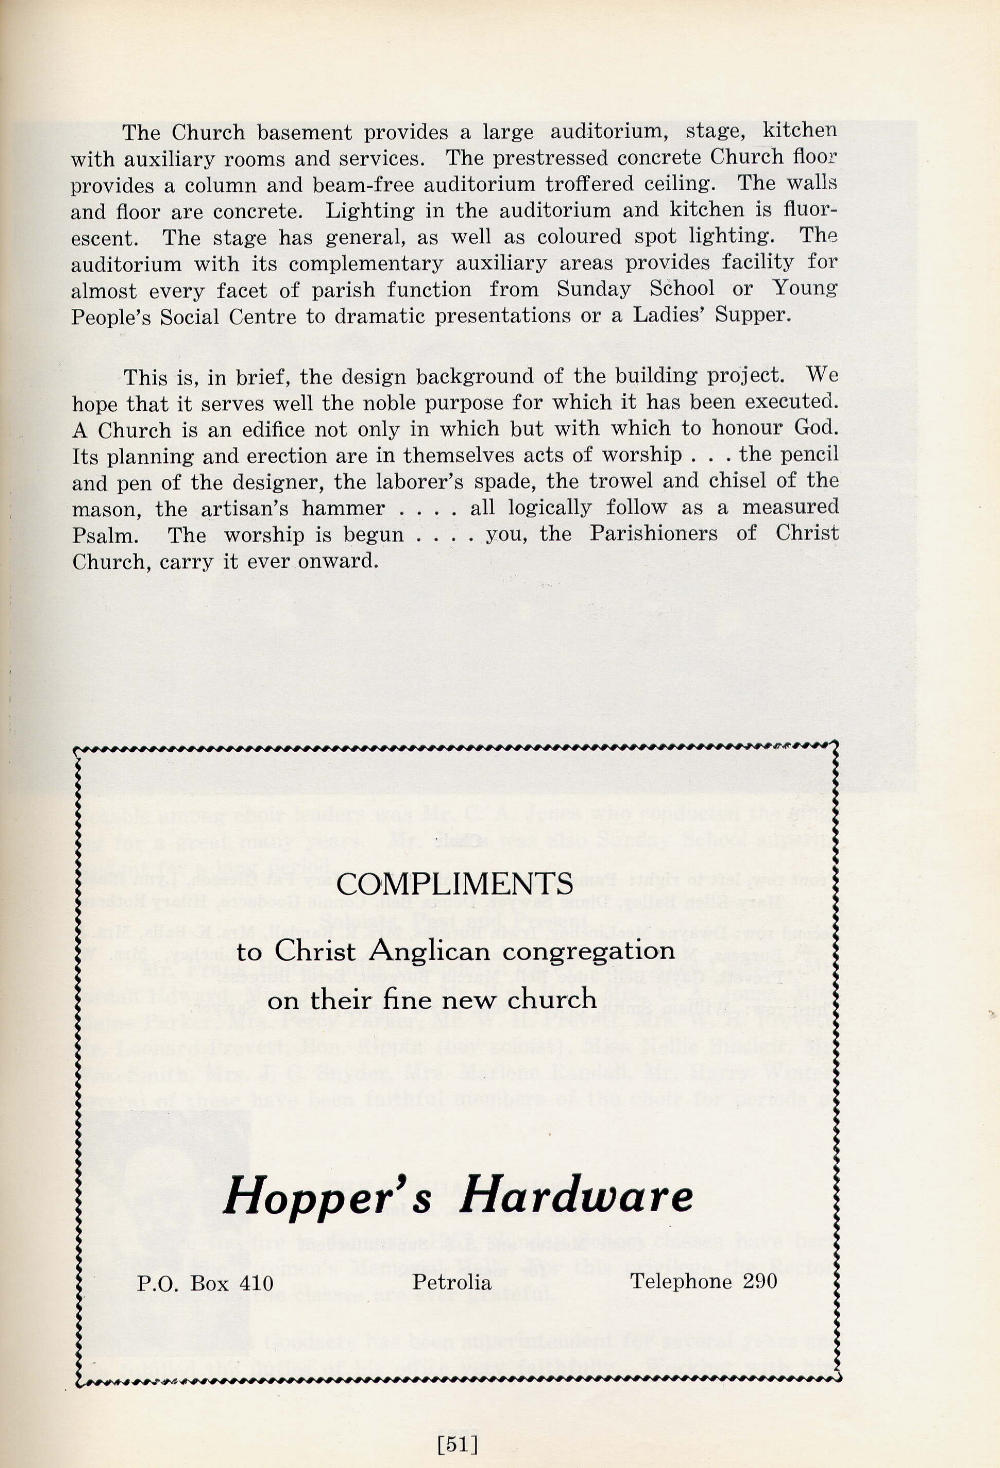 The Church basement provides a large auditorium, stage, kitchen
with auxiliary rooms and services. The prestressed concrete Church floor
provides a column and beam-free auditorium troffered ceiling. The walls
and floor are concrete. Lighting in the auditorium and kitchen is fluor-
escent. The stage has general, as well as coloured spot lighting. The
auditorium with its complementary auxiliary areas provides facility for
almost every facet of parish function from Sunday School or Young
People's Social Centre to dramatic presentations or a Ladies' Supper.
This is, in brief, the design background of the building project. We
hope that it serves well the noble purpose for which it has been executed.
A Church is an edifice not only in which but with which to honour God.
Its planning and erection are in themselves acts of worship . . . the pencil
and pen of the designer, the laborer's spade, the trowel and chisel of the
mason, the artisan's hammer . . . . all logically follow as a measured
Psalm. The worship is begun . . . . you, the Parishioners of Christ
Church, carry it ever onward.
COMPLIMENTS
to Christ Anglican congregation
on their fine new church
Hopper's Hardware
P.O. Box 410 Petrolia Telephone 290
[51]